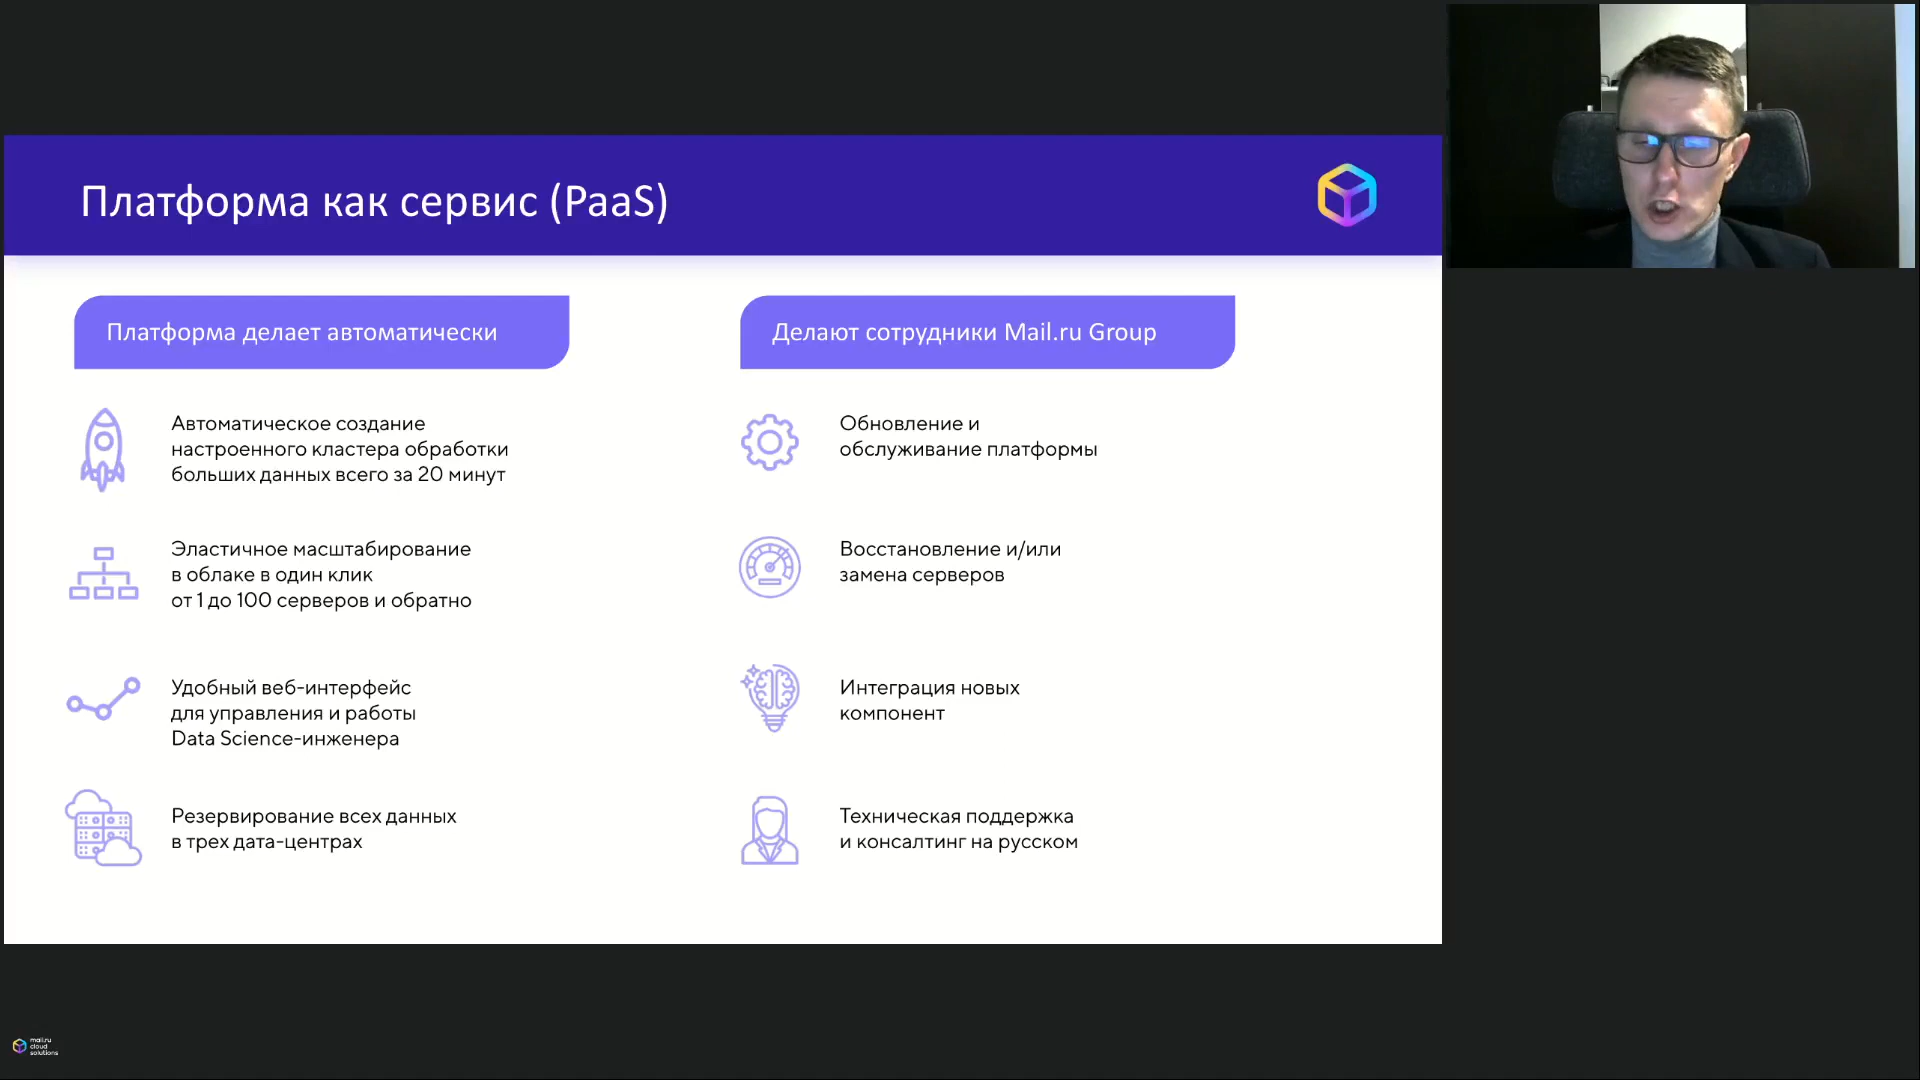 Платформа как сервис (PaaS)
Платформа делает автоматически
Автоматическое создание
настроенного кластера обработки
больших данных всего за 20 минут
Эластичное масштабирование
в облаке в один клик
от 1 до 100 серверов и обратно
Удобный веб-интерфейс
для управления и работы
Data Science-инженера
Резервирование всех данных
в трех дата-центрах
Делают сотрудники Mail.ru Group
Обновление и
обслуживание платформы
Восстановление и/или
замена серверов
Интеграция новых
компонент
Техническая поддержка
и консалтинг на русском
mail.ru
cloud
solutions